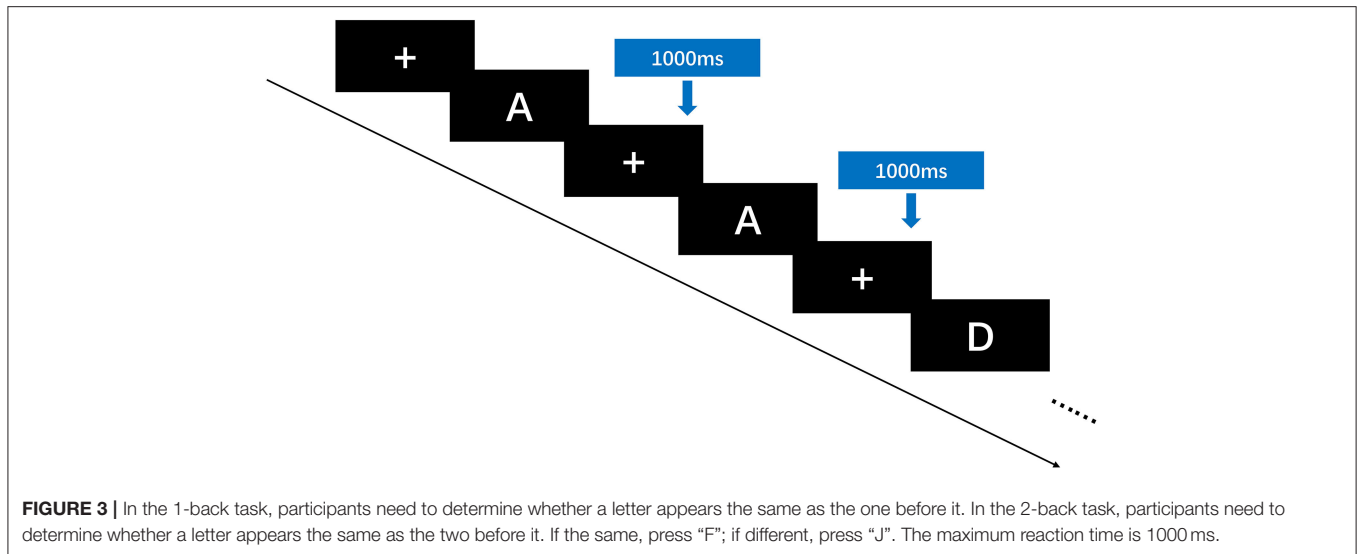 +
A
1000ms
+
A
1000ms
+
D
FIGURE 3 | In the 1-back task, participants need to determine whether a letter appears the same as the one before it. In the 2-back task, participants need to
determine whether a letter appears the same as the two before it. If the same, press “F”; if different, press “J”. The maximum reaction time is 1000 ms.